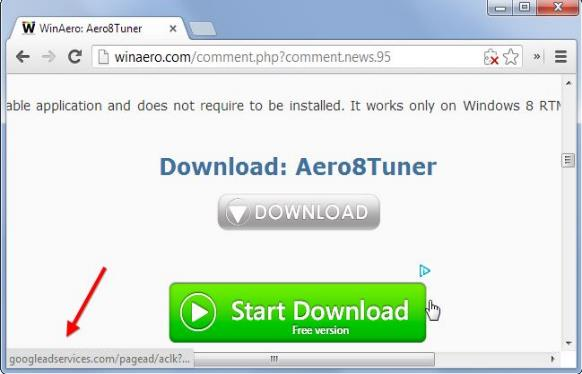 WinAero: Aero8Tuner
winaero.com/comment.php?comment.news.95
able application and does not require to be installed. It works only on Windows 8 RTM
Download: Aero8Tuner
DOWNLOAD
Start Download
Free version
googleadservices.com/pagead/aclk?...